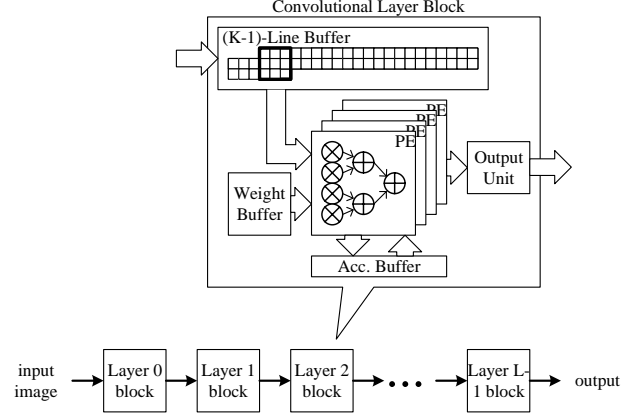 Convolutional Layer Block
(K-1)-Line Buffer
PE
PE
PE
PE
Weight
Buffer
Output
Unit
Acc. Buffer
input
image
Layer 0
block
Layer 1
block
Layer 2
block
Layer L-
1 block
output